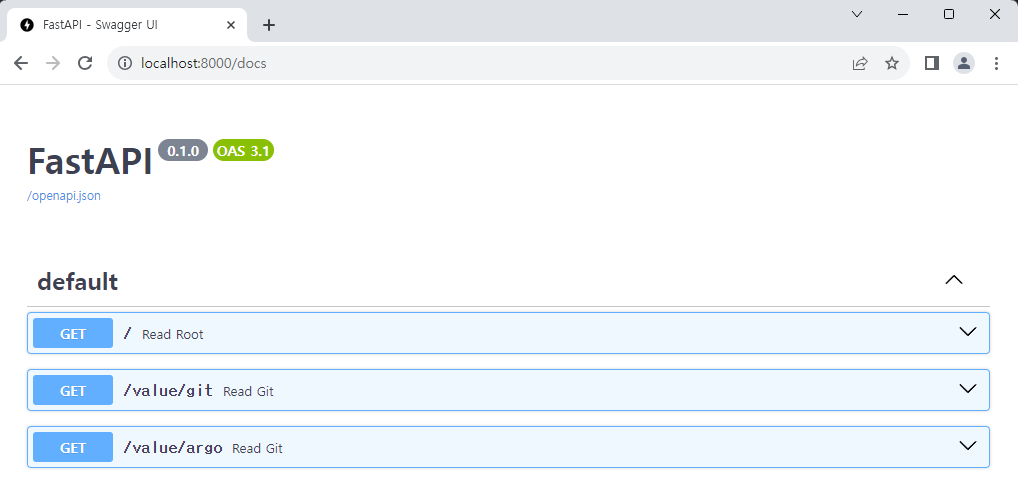 FastAPI - Swagger UI
localhost:8000/docs
FastAPI 0.1.0 OAS 3.1
/openapi.json
default
GET / Read Root
GET /value/git Read Git
GET /value/argo Read Git